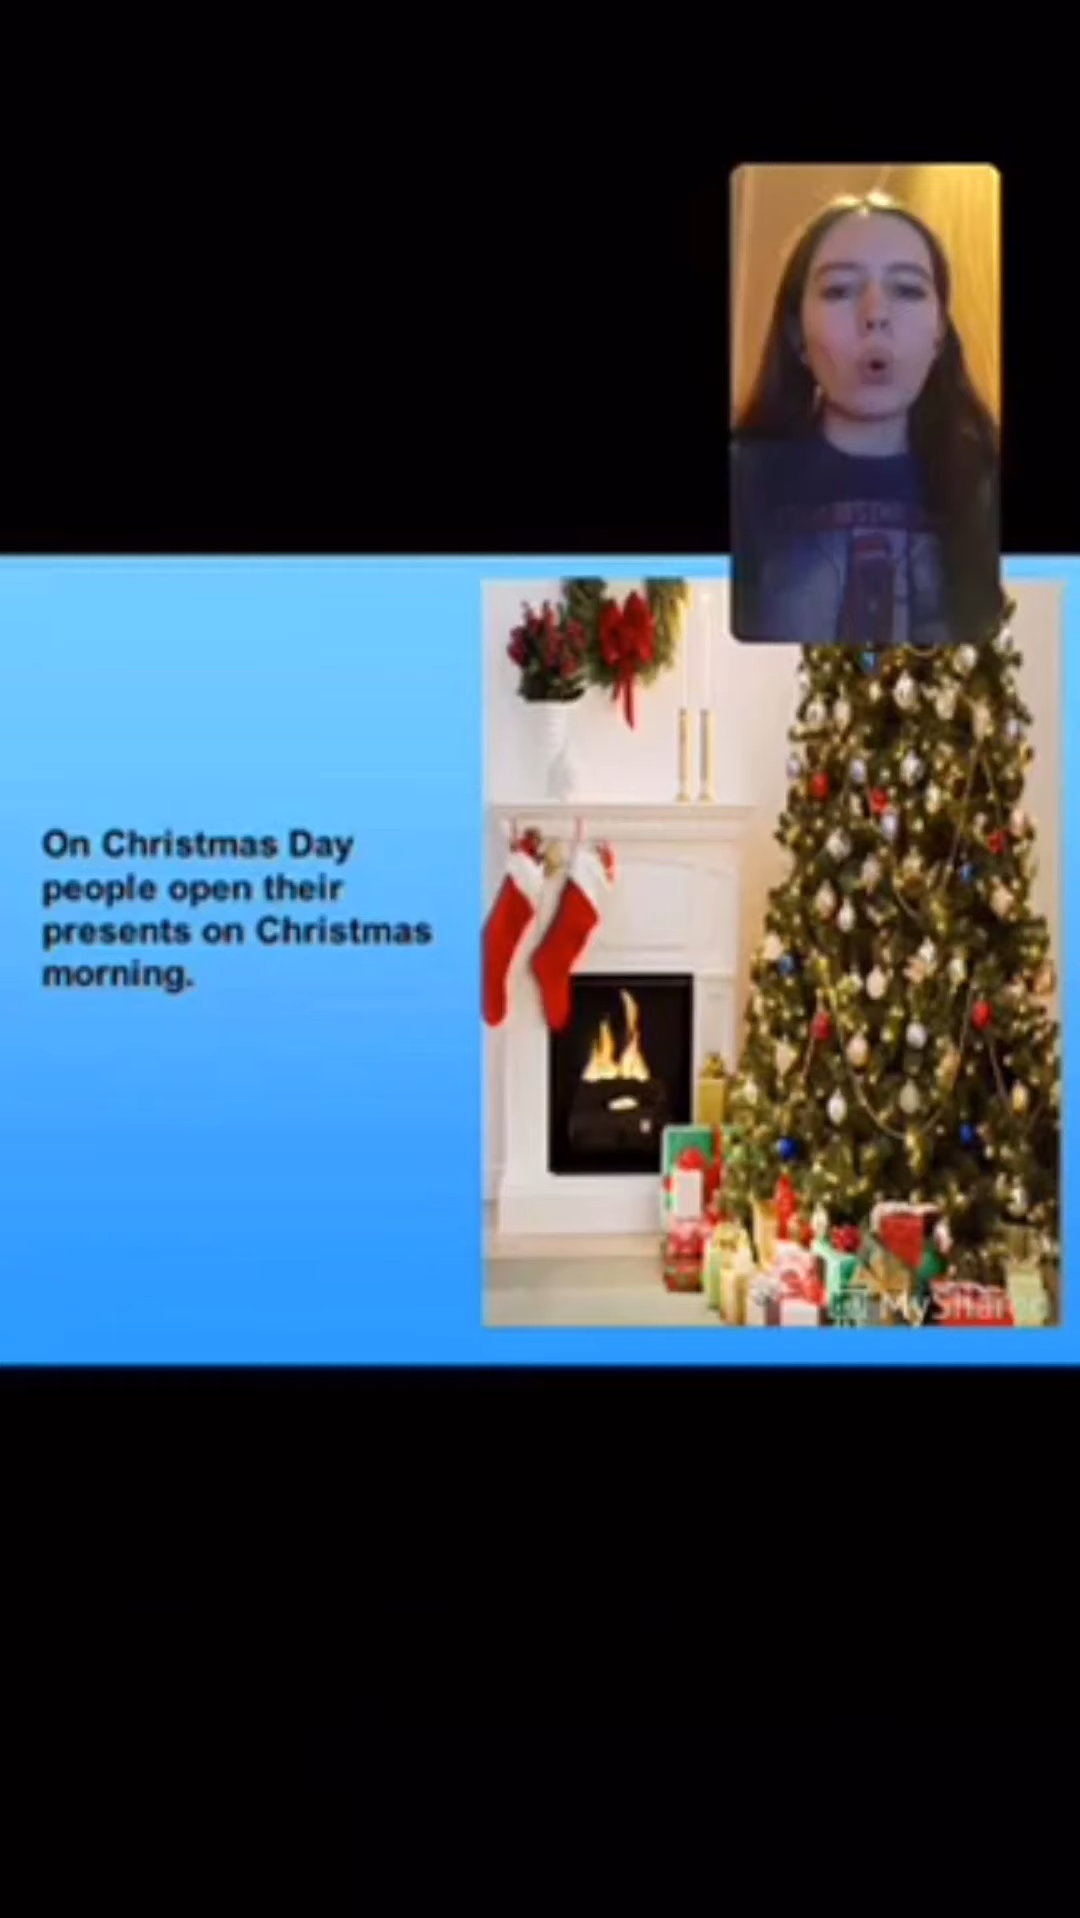 On Christmas Day
people open their
presents on Christmas
morning.